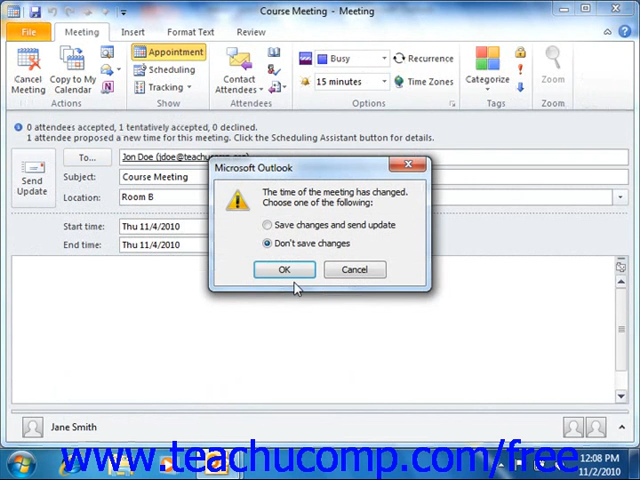 Course Meeting - Meeting
File Meeting Insert Format Text Review
Cancel Meeting
Copy to My Calendar
Actions
Appointment
Scheduling
Tracking
Show
Contact Attendees
Attendees
Busy
15 minutes
Recurrence
Time Zones
Options
Categorize
Tags
Zoom
Zoom
0 attendees accepted, 1 tentatively accepted, 0 declined.
1 attendee proposed a new time for this meeting. Click the Scheduling Assistant button for details.
Send Update
To... Jon Doe (jdoe@teachucomp.org)
Subject: Course Meeting
Location: Room B
Start time: Thu 11/4/2010
End time: Thu 11/4/2010
Microsoft Outlook
The time of the meeting has changed.
Choose one of the following:
Save changes and send update
Don't save changes
OK Cancel
Jane Smith
www.teachucomp.com/free
12:08 PM
11/2/2010